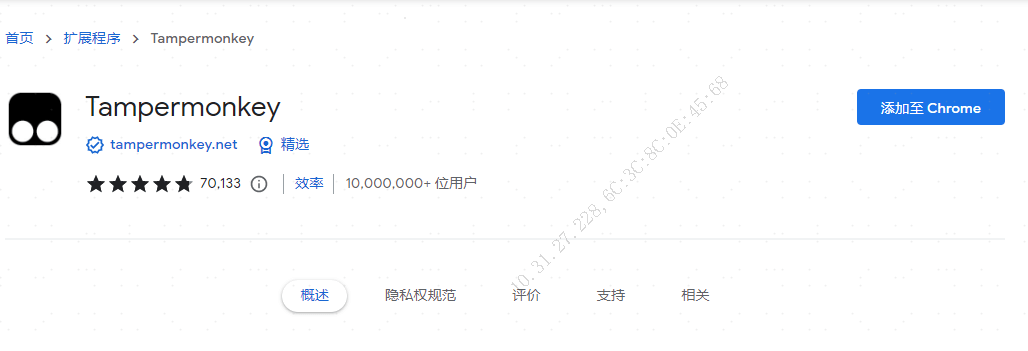 首页 扩展程序 Tampermonkey
Tampermonkey
添加至 Chrome
tampermonkey.net 精选
70,133 效率 10,000,000+ 位用户
10.31.27.228,6C:3C:8C:0E:45:68
概述 隐私权规范 评价 支持 相关